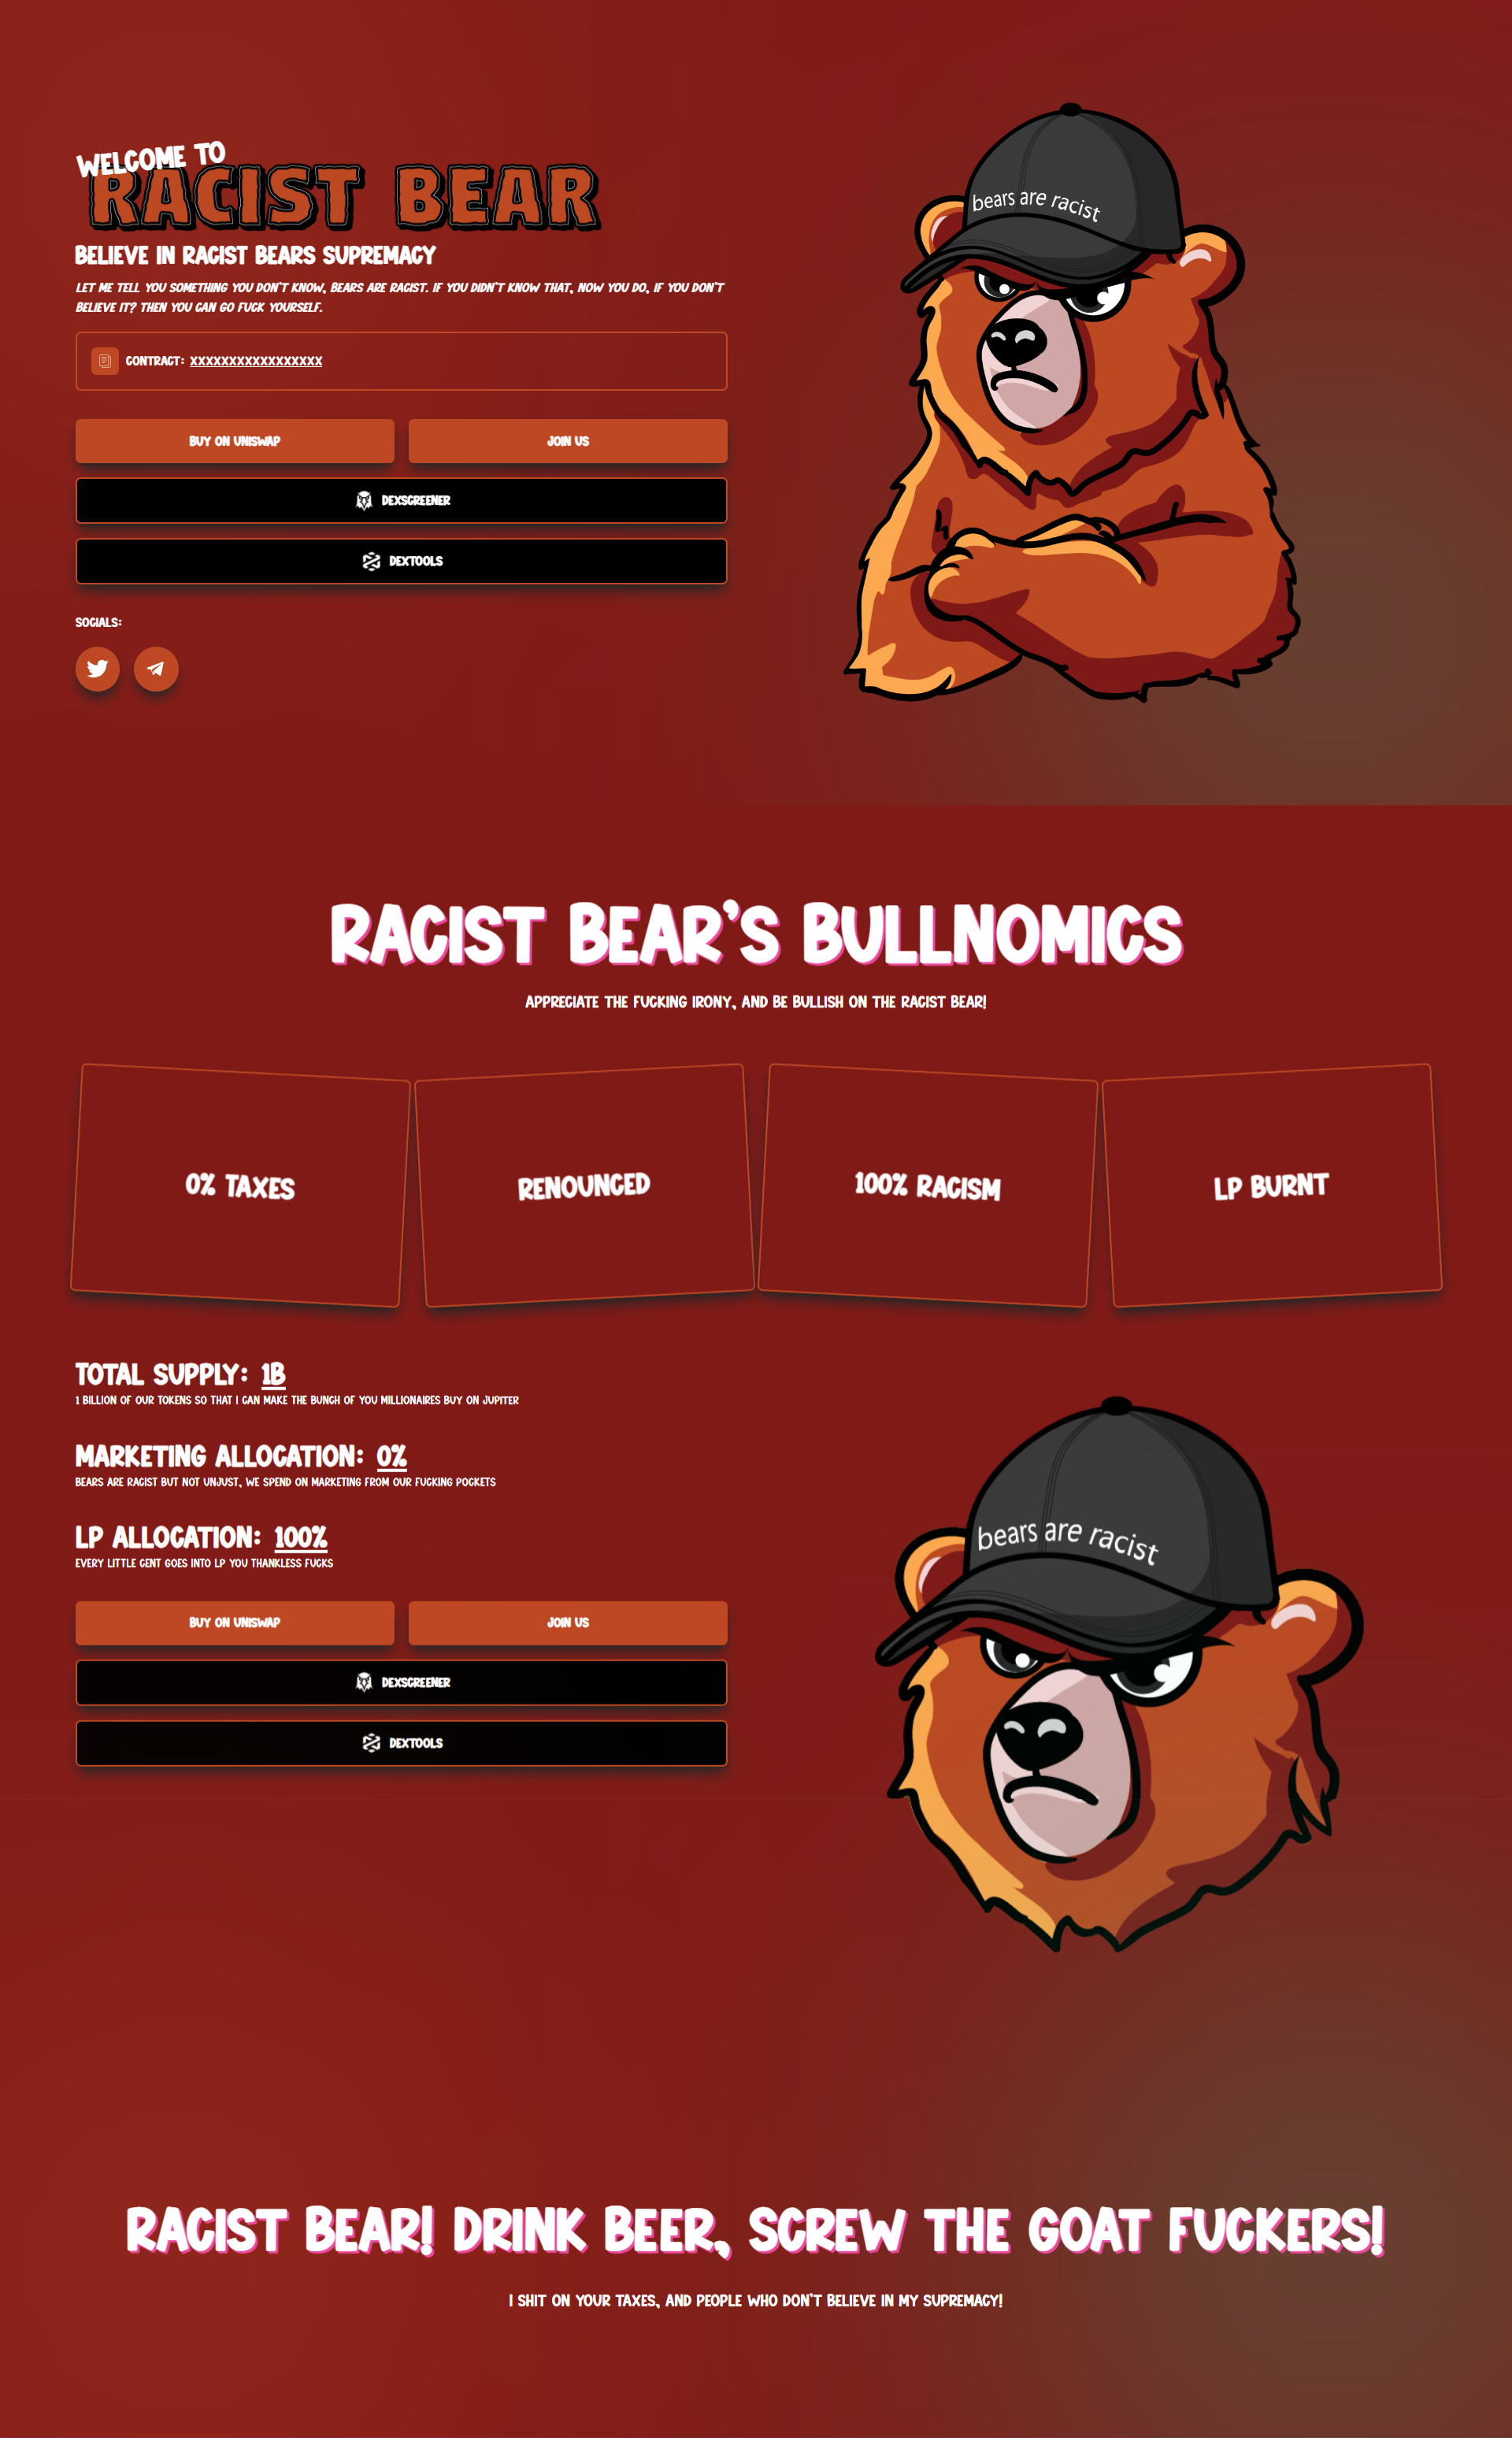 WELCOME TO
RACIST BEAR
BELIEVE IN RACIST BEARS SUPREMACY
LET ME TELL YOU SOMETHING YOU DON'T KNOW, BEARS ARE RACIST. IF YOU DIDN'T KNOW THAT, NOW YOU DO, IF YOU DON'T
BELIEVE IT? THEN YOU CAN GO FUCK YOURSELF.
CONTRACT: XXXXXXXXXXXXXXXXX
BUY ON UNISWAP
JOIN US
DEXSCREENER
DEXTOOLS
SOCIALS:
bears are racist
RACIST BEAR'S BULLNOMICS
APPRECIATE THE FUCKING IRONY, AND BE BULLISH ON THE RACIST BEAR!
0% TAXES
RENOUNCED
100% RACISM
LP BURNT
TOTAL SUPPLY: 1B
1 BILLION OF OUR TOKENS SO THAT I CAN MAKE THE BUNCH OF YOU MILLIONAIRES BUY ON JUPITER
MARKETING ALLOCATION: 0%
BEARS ARE RACIST BUT NOT UNJUST, WE SPEND ON MARKETING FROM OUR FUCKING POCKETS
LP ALLOCATION: 100%
EVERY LITTLE CENT GOES INTO LP YOU THANKLESS FUCKS
BUY ON UNISWAP
JOIN US
DEXSCREENER
DEXTOOLS
bears are racist
RACIST BEAR! DRINK BEER, SCREW THE GOAT FUCKERS!
I SHIT ON YOUR TAXES, AND PEOPLE WHO DON'T BELIEVE IN MY SUPREMACY!